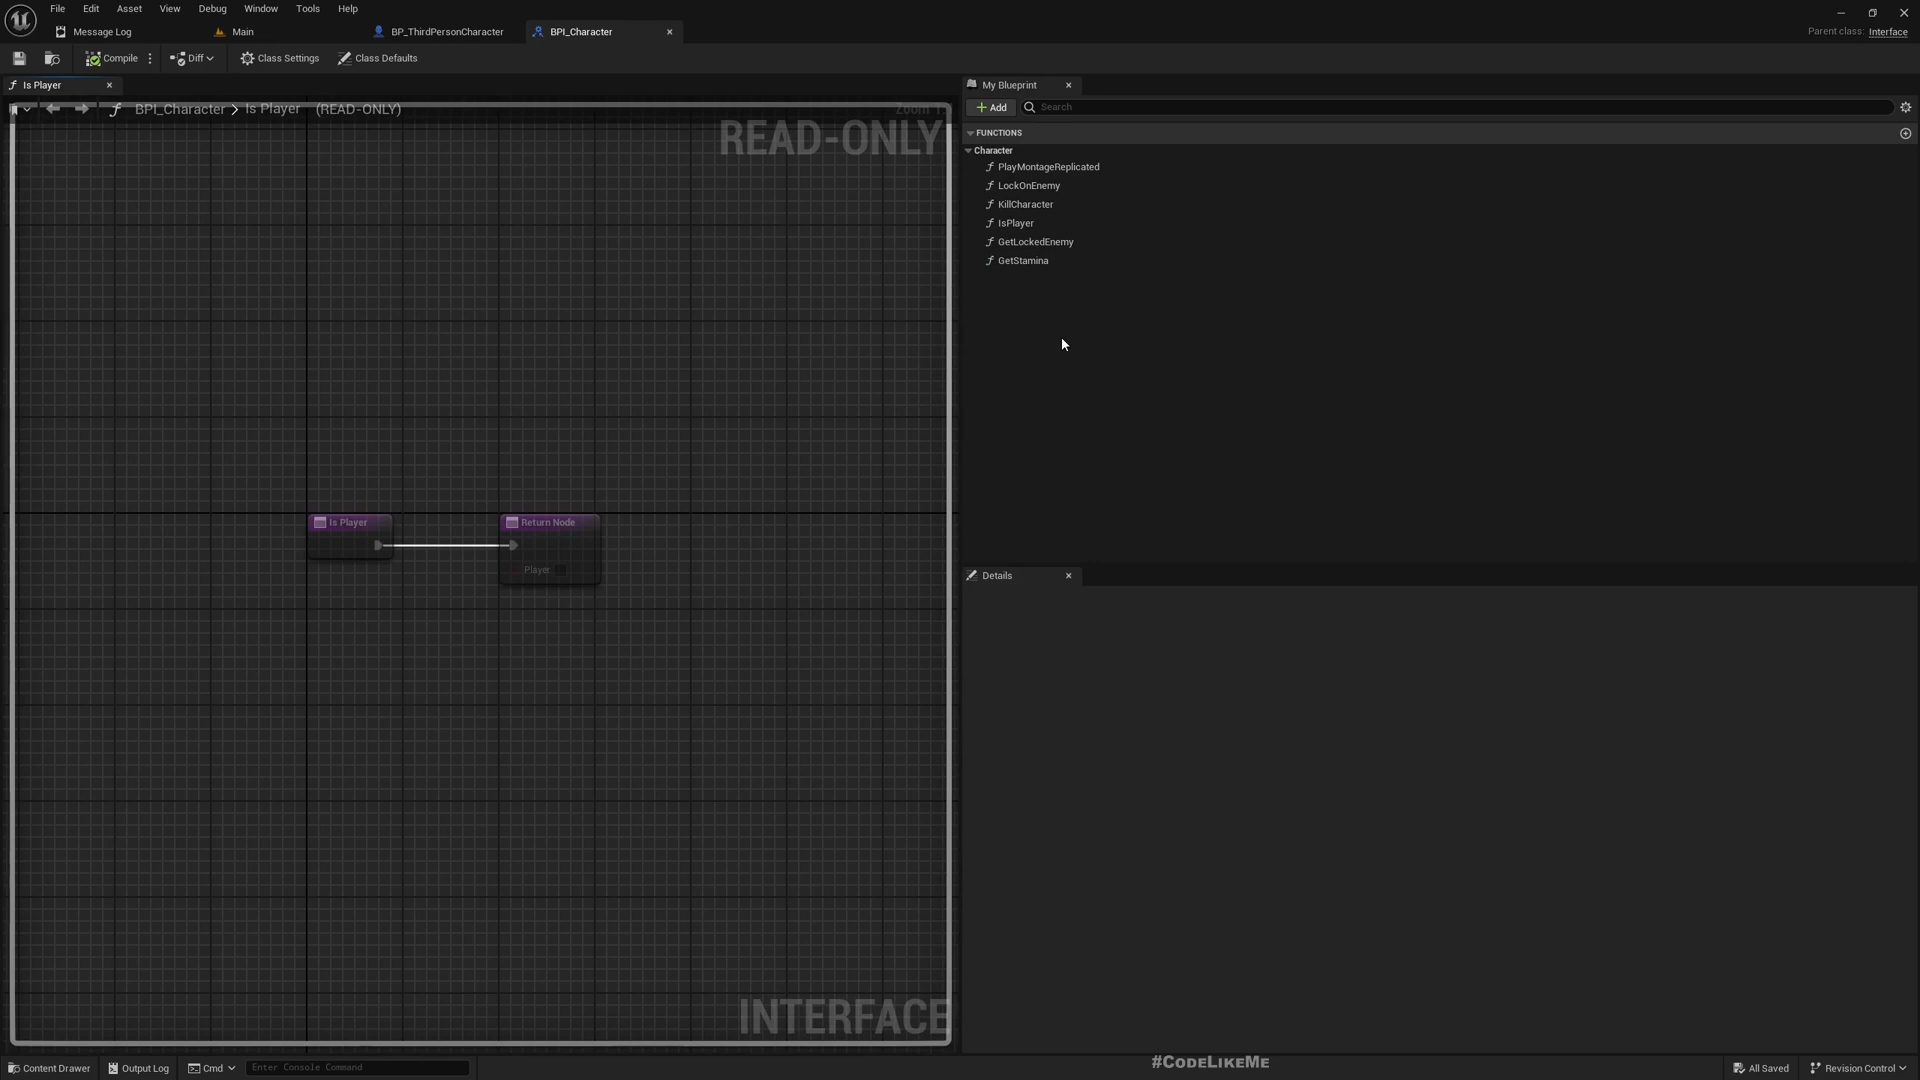 File Edit Asset View Debug Window Tools Help
Message Log Main BP_ThirdPersonCharacter BPI_Character Parent class: Interface
Compile Diff Class Settings Class Defaults
Is Player
BPI_Character > Is Player (READ-ONLY)
READ-ONLY
Is Player
Return Node
Player
INTERFACE
My Blueprint
Add Search
FUNCTIONS
Character
PlayMontageReplicated
LockOnEnemy
KillCharacter
IsPlayer
GetLockedEnemy
GetStamina
Details
Content Drawer Output Log Cmd Enter Console Command #CodeLikeMe All Saved Revision Control